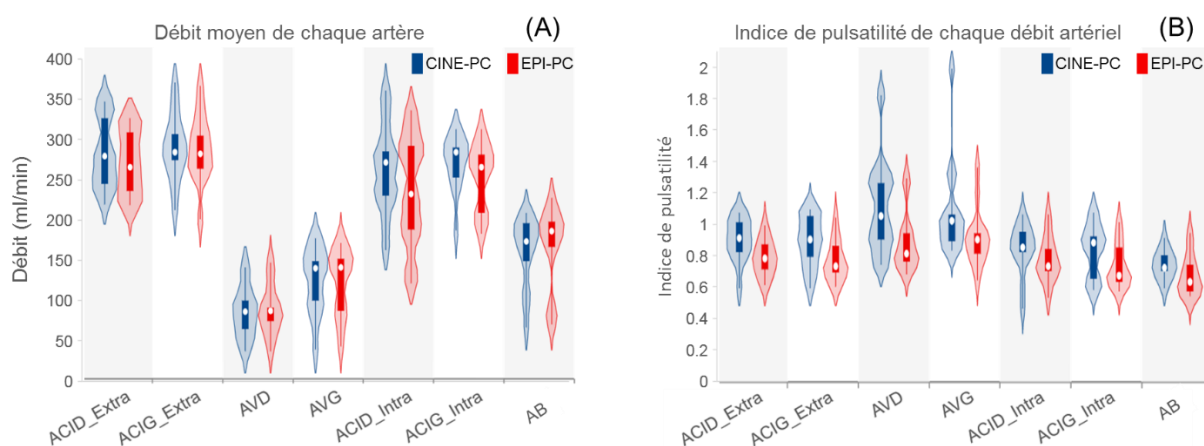 Débit moyen de chaque artère
(A)
CINE-PC
EPI-PC
Débit (ml/min)
400
350
300
250
200
150
100
50
0
ACID_Extra
ACIG_Extra
AVD
AVG
ACID_Intra
ACIG_Intra
AB
Indice de pulsatilité de chaque débit artériel
(B)
CINE-PC
EPI-PC
Indice de pulsatilité
2
1.8
1.6
1.4
1.2
1
0.8
0.6
0.4
0.2
0
ACID_Extra
ACIG_Extra
AVD
AVG
ACID_Intra
ACIG_Intra
AB